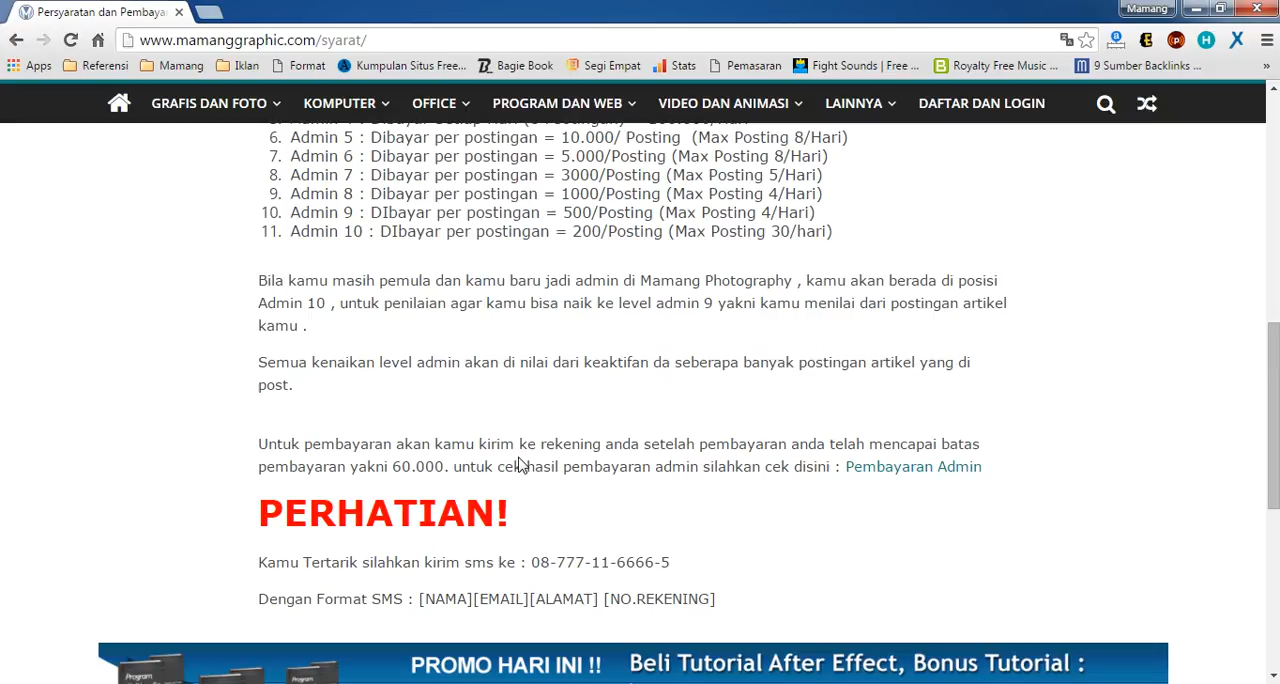 Persyaratan dan Pembaya
Mamang
www.mamanggraphic.com/syarat/
Apps Referensi Mamang Iklan Format Kumpulan Situs Free... Bagie Book Segi Empat Stats Pemasaran Fight Sounds | Free ... Royalty Free Music ... 9 Sumber Backlinks ... »
GRAFIS DAN FOTO KOMPUTER OFFICE PROGRAM DAN WEB VIDEO DAN ANIMASI LAINNYA DAFTAR DAN LOGIN
6. Admin 5 : Dibayar per postingan = 10.000/ Posting (Max Posting 8/Hari)
7. Admin 6 : Dibayar per postingan = 5.000/Posting (Max Posting 8/Hari)
8. Admin 7 : Dibayar per postingan = 3000/Posting (Max Posting 5/Hari)
9. Admin 8 : Dibayar per postingan = 1000/Posting (Max Posting 4/Hari)
10. Admin 9 : DIbayar per postingan = 500/Posting (Max Posting 4/Hari)
11. Admin 10 : DIbayar per postingan = 200/Posting (Max Posting 30/hari)
Bila kamu masih pemula dan kamu baru jadi admin di Mamang Photography , kamu akan berada di posisi
Admin 10 , untuk penilaian agar kamu bisa naik ke level admin 9 yakni kamu menilai dari postingan artikel
kamu .
Semua kenaikan level admin akan di nilai dari keaktifan da seberapa banyak postingan artikel yang di
post.
Untuk pembayaran akan kamu kirim ke rekening anda setelah pembayaran anda telah mencapai batas
pembayaran yakni 60.000. untuk cek hasil pembayaran admin silahkan cek disini : Pembayaran Admin
PERHATIAN!
Kamu Tertarik silahkan kirim sms ke : 08-777-11-6666-5
Dengan Format SMS : [NAMA][EMAIL][ALAMAT] [NO.REKENING]
PROMO HARI INI !! Beli Tutorial After Effect, Bonus Tutorial :
Program